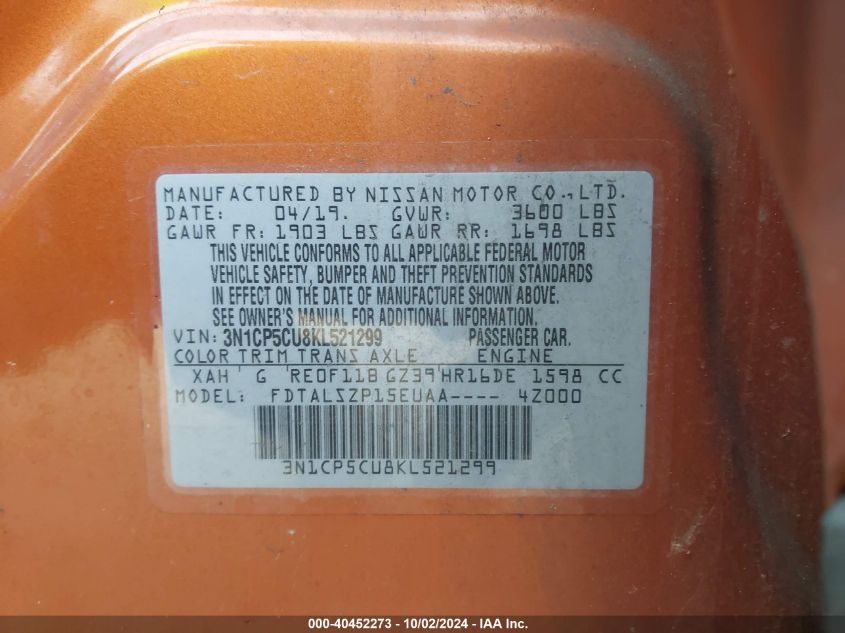 MANUFACTURED BY NISSAN MOTOR CO., LTD.
DATE: 04/19. GVWR: 3600 LBS
GAWR FR: 1903 LBS GAWR RR: 1698 LBS
THIS VEHICLE CONFORMS TO ALL APPLICABLE FEDERAL MOTOR
VEHICLE SAFETY, BUMPER AND THEFT PREVENTION STANDARDS
IN EFFECT ON THE DATE OF MANUFACTURE SHOWN ABOVE.
SEE OWNER'S MANUAL FOR ADDITIONAL INFORMATION.
VIN: 3N1CP5CU8KL521299 PASSENGER CAR.
COLOR TRIM TRANS AXLE ENGINE
XAH G RE0F11B GZ39 HR16DE 1598 CC
MODEL: FDTALSZP15EUAA---- 4Z000
3N1CP5CU8KL521299
000-40452273 - 10/02/2024 - IAA Inc.